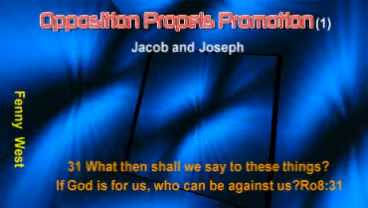 Opposition Propels Promotion (1)
Jacob and Joseph
Fenny West
31 What then shall we say to these things?
If God is for us, who can be against us?Ro8:31